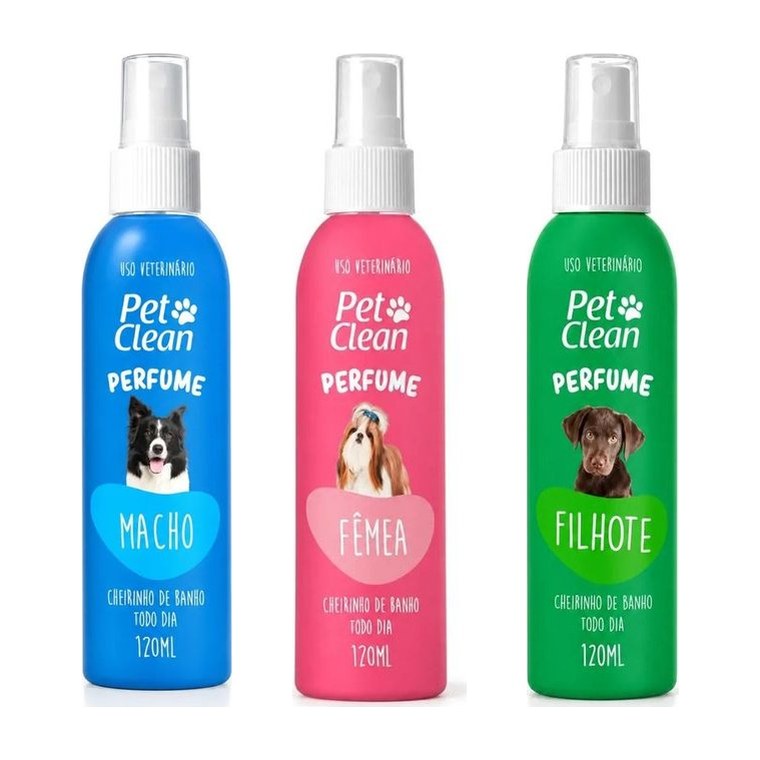 USO VETERINÁRIO
Pet
Clean
PERFUME
MACHO
CHEIRINHO DE BANHO
TODO DIA
120ML
USO VETERINÁRIO
Pet
Clean
PERFUME
FÊMEA
CHEIRINHO DE BANHO
TODO DIA
120ML
USO VETERINÁRIO
Pet
Clean
PERFUME
FILHOTE
CHEIRINHO DE BANHO
TODO DIA
120ML